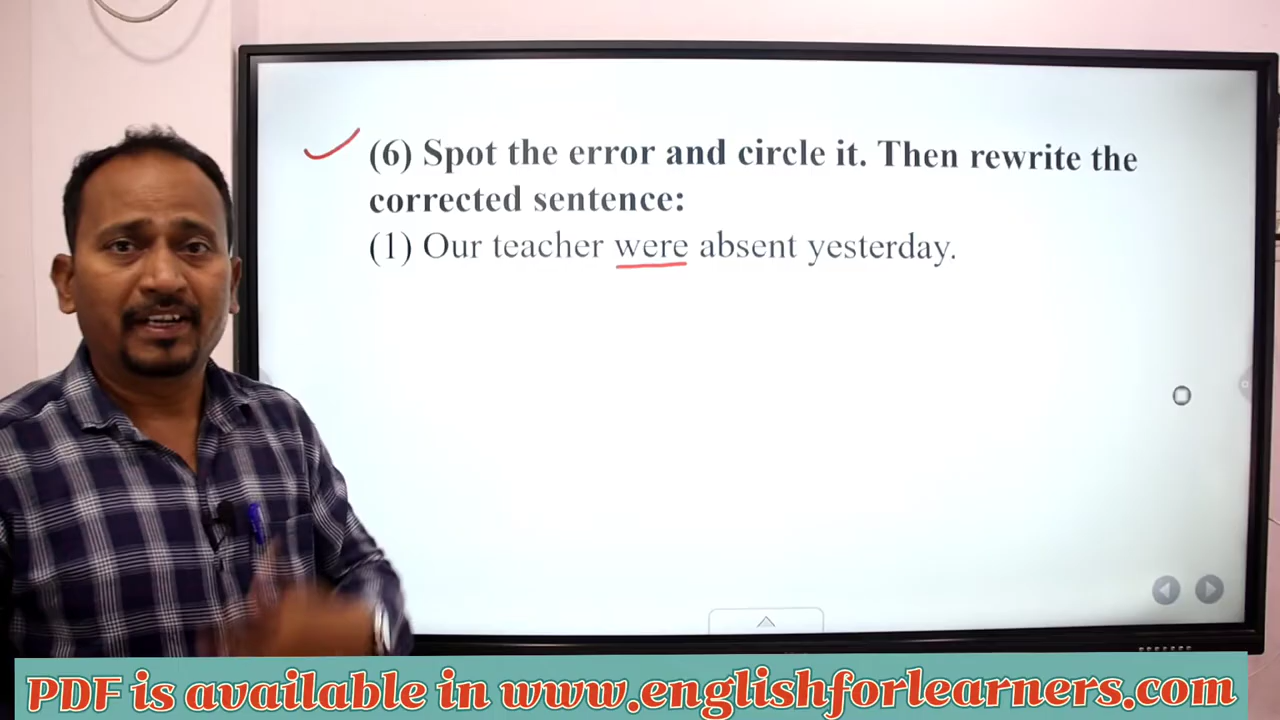 (6) Spot the error and circle it. Then rewrite the
corrected sentence:
(1) Our teacher were absent yesterday.
PDF is available in www.englishforlearners.com